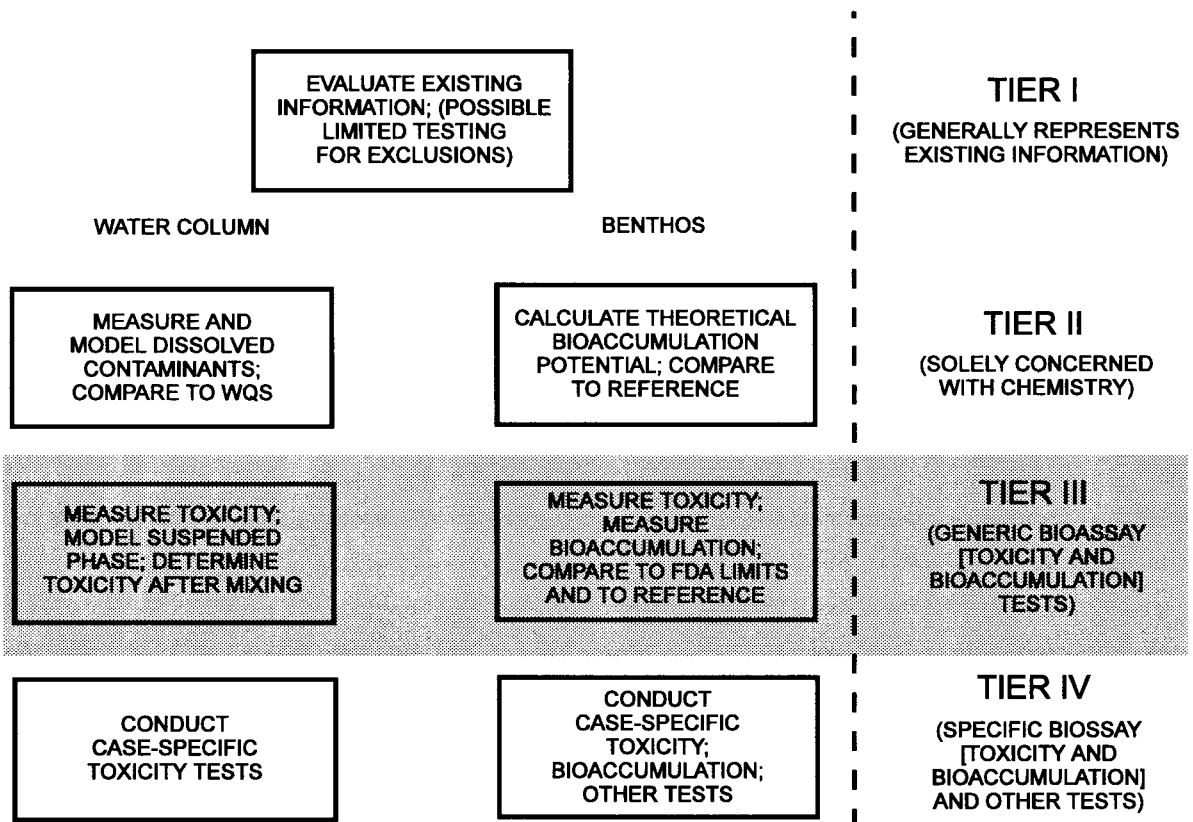 EVALUATE EXISTING
INFORMATION; (POSSIBLE
LIMITED TESTING
FOR EXCLUSIONS)
TIER I
(GENERALLY REPRESENTS
EXISTING INFORMATION)
WATER COLUMN
BENTHOS
MEASURE AND
MODEL DISSOLVED
CONTAMINANTS;
COMPARE TO WQS
CALCULATE THEORETICAL
BIOACCUMULATION
POTENTIAL; COMPARE
TO REFERENCE
TIER II
(SOLELY CONCERNED
WITH CHEMISTRY)
MEASURE TOXICITY;
MODEL SUSPENDED
PHASE; DETERMINE
TOXICITY AFTER MIXING
MEASURE TOXICITY;
MEASURE
BIOACCUMULATION;
COMPARE TO FDA LIMITS
AND TO REFERENCE
TIER III
(GENERIC BIOASSAY
[TOXICITY AND
BIOACCUMULATION]
TESTS)
CONDUCT
CASE-SPECIFIC
TOXICITY TESTS
CONDUCT
CASE-SPECIFIC
TOXICITY;
BIOACCUMULATION;
OTHER TESTS
TIER IV
(SPECIFIC BIOSSAY
[TOXICITY AND
BIOACCUMULATION]
AND OTHER TESTS)